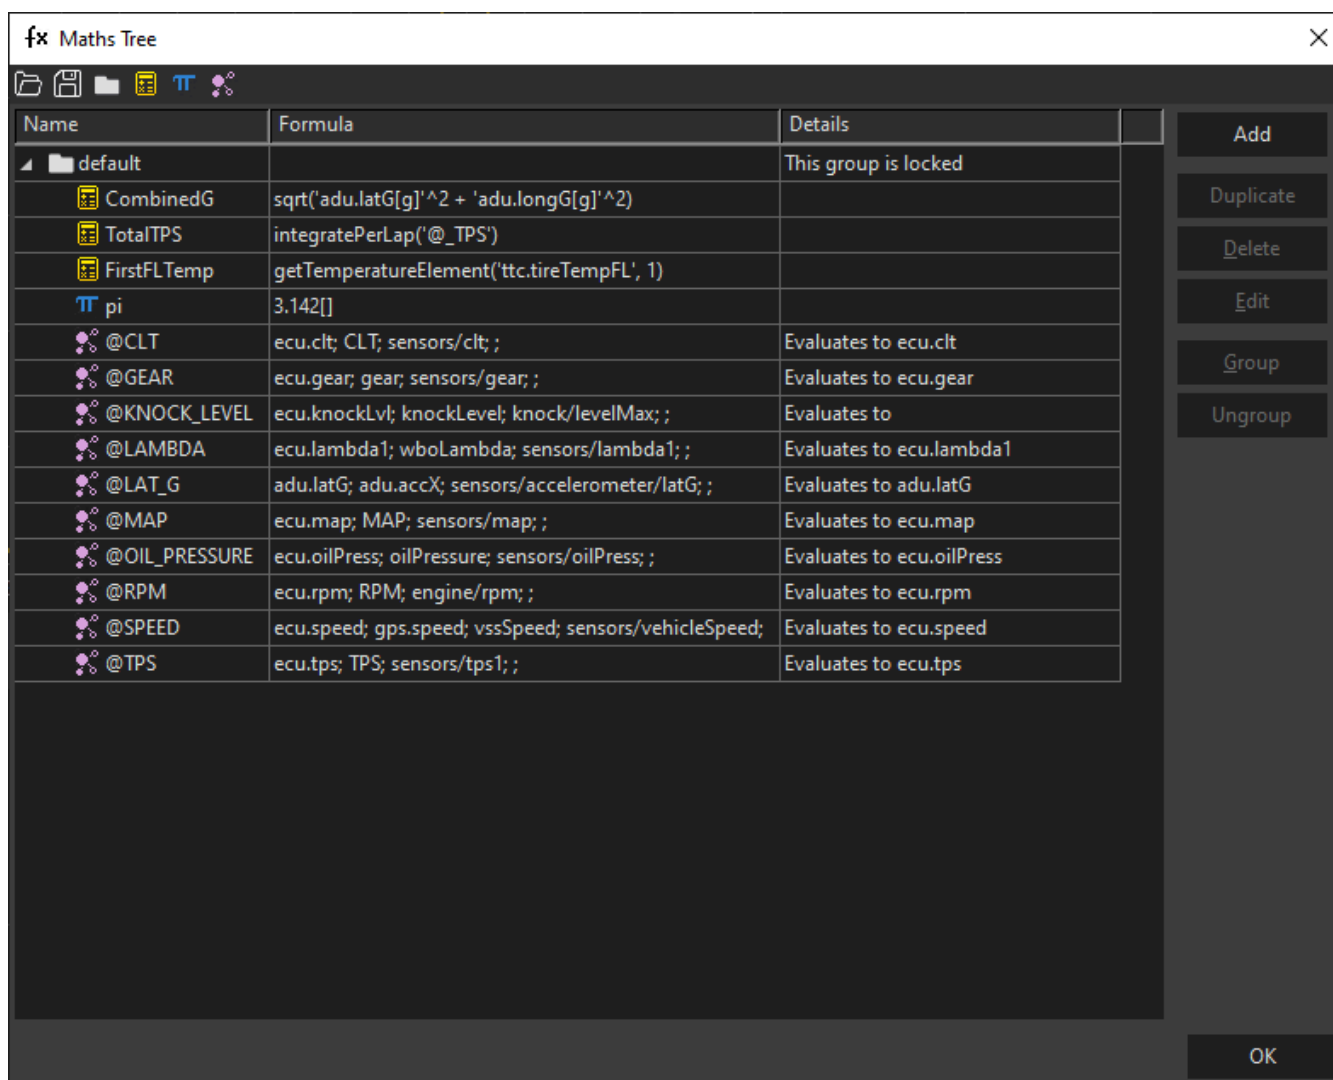 fx Maths Tree
Name Formula Details
default This group is locked
CombinedG sqrt('adu.latG[g]'^2 + 'adu.longG[g]'^2)
TotalTPS integratePerLap('@_TPS')
FirstFLTemp getTemperatureElement('ttc.tireTempFL', 1)
π pi 3.142[]
@CLT ecu.clt; CLT; sensors/clt; ; Evaluates to ecu.clt
@GEAR ecu.gear; gear; sensors/gear; ; Evaluates to ecu.gear
@KNOCK_LEVEL ecu.knockLvl; knockLevel; knock/levelMax; ; Evaluates to
@LAMBDA ecu.lambda1; wboLambda; sensors/lambda1; ; Evaluates to ecu.lambda1
@LAT_G adu.latG; adu.accX; sensors/accelerometer/latG; ; Evaluates to adu.latG
@MAP ecu.map; MAP; sensors/map; ; Evaluates to ecu.map
@OIL_PRESSURE ecu.oilPress; oilPressure; sensors/oilPress; ; Evaluates to ecu.oilPress
@RPM ecu.rpm; RPM; engine/rpm; ; Evaluates to ecu.rpm
@SPEED ecu.speed; gps.speed; vssSpeed; sensors/vehicleSpeed; Evaluates to ecu.speed
@TPS ecu.tps; TPS; sensors/tps1; ; Evaluates to ecu.tps
Add
Duplicate
Delete
Edit
Group
Ungroup
OK